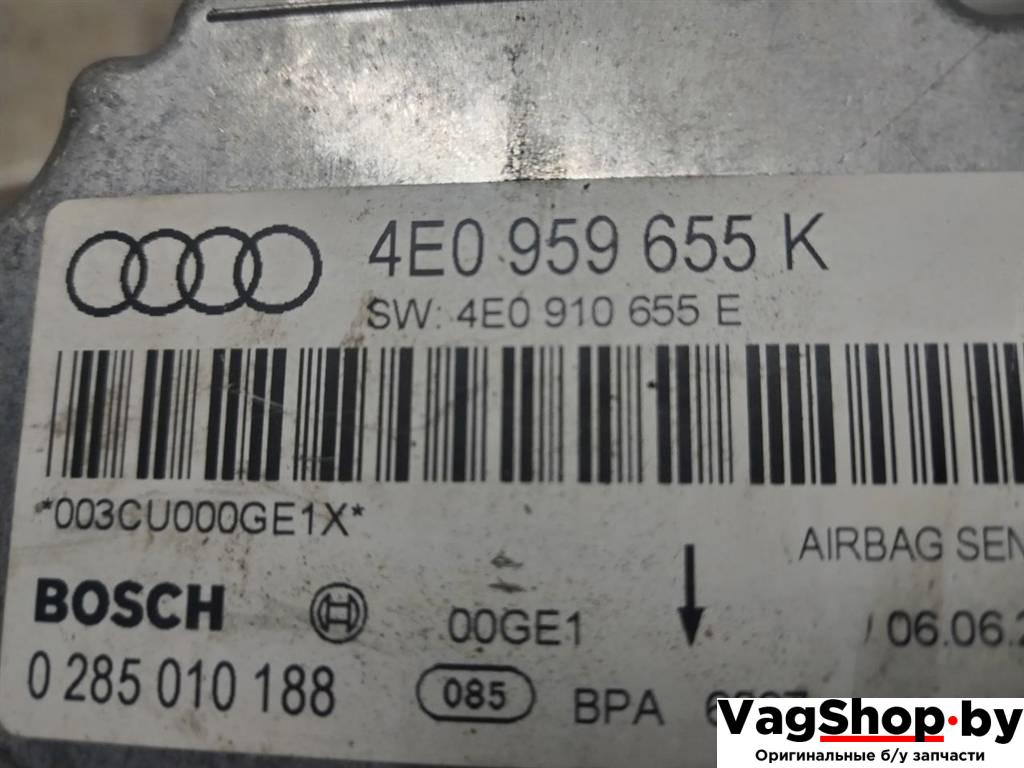 4E0 959 655 K
SW: 4E0 910 655 E
*003CU000GE1X*
AIRBAG SEN
BOSCH
00GE1
06.06.2
0 285 010 188
085
BPA
VagShop.by
Оригинальные б/у запчасти